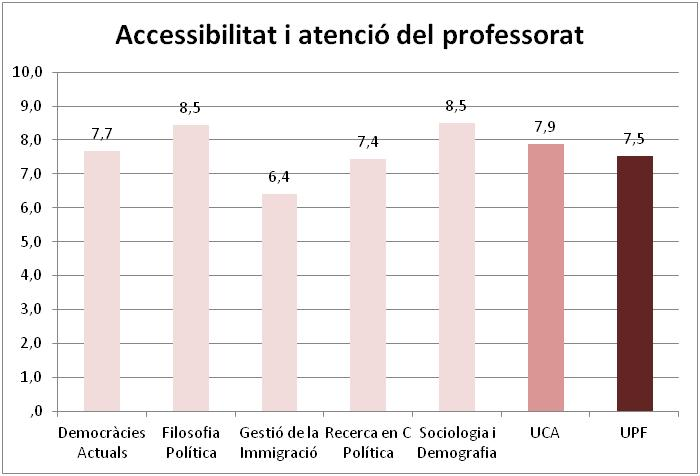 Accessibilitat i atenció del professorat
10,0
9,0
8,0
7,0
6,0
5,0
4,0
3,0
2,0
1,0
,0
7,7
8,5
6,4
7,4
8,5
7,9
7,5
Democràcies
Actuals
Filosofia
Política
Gestió de la
Immigració
Recerca en C
Política
Sociologia i
Demografia
UCA
UPF